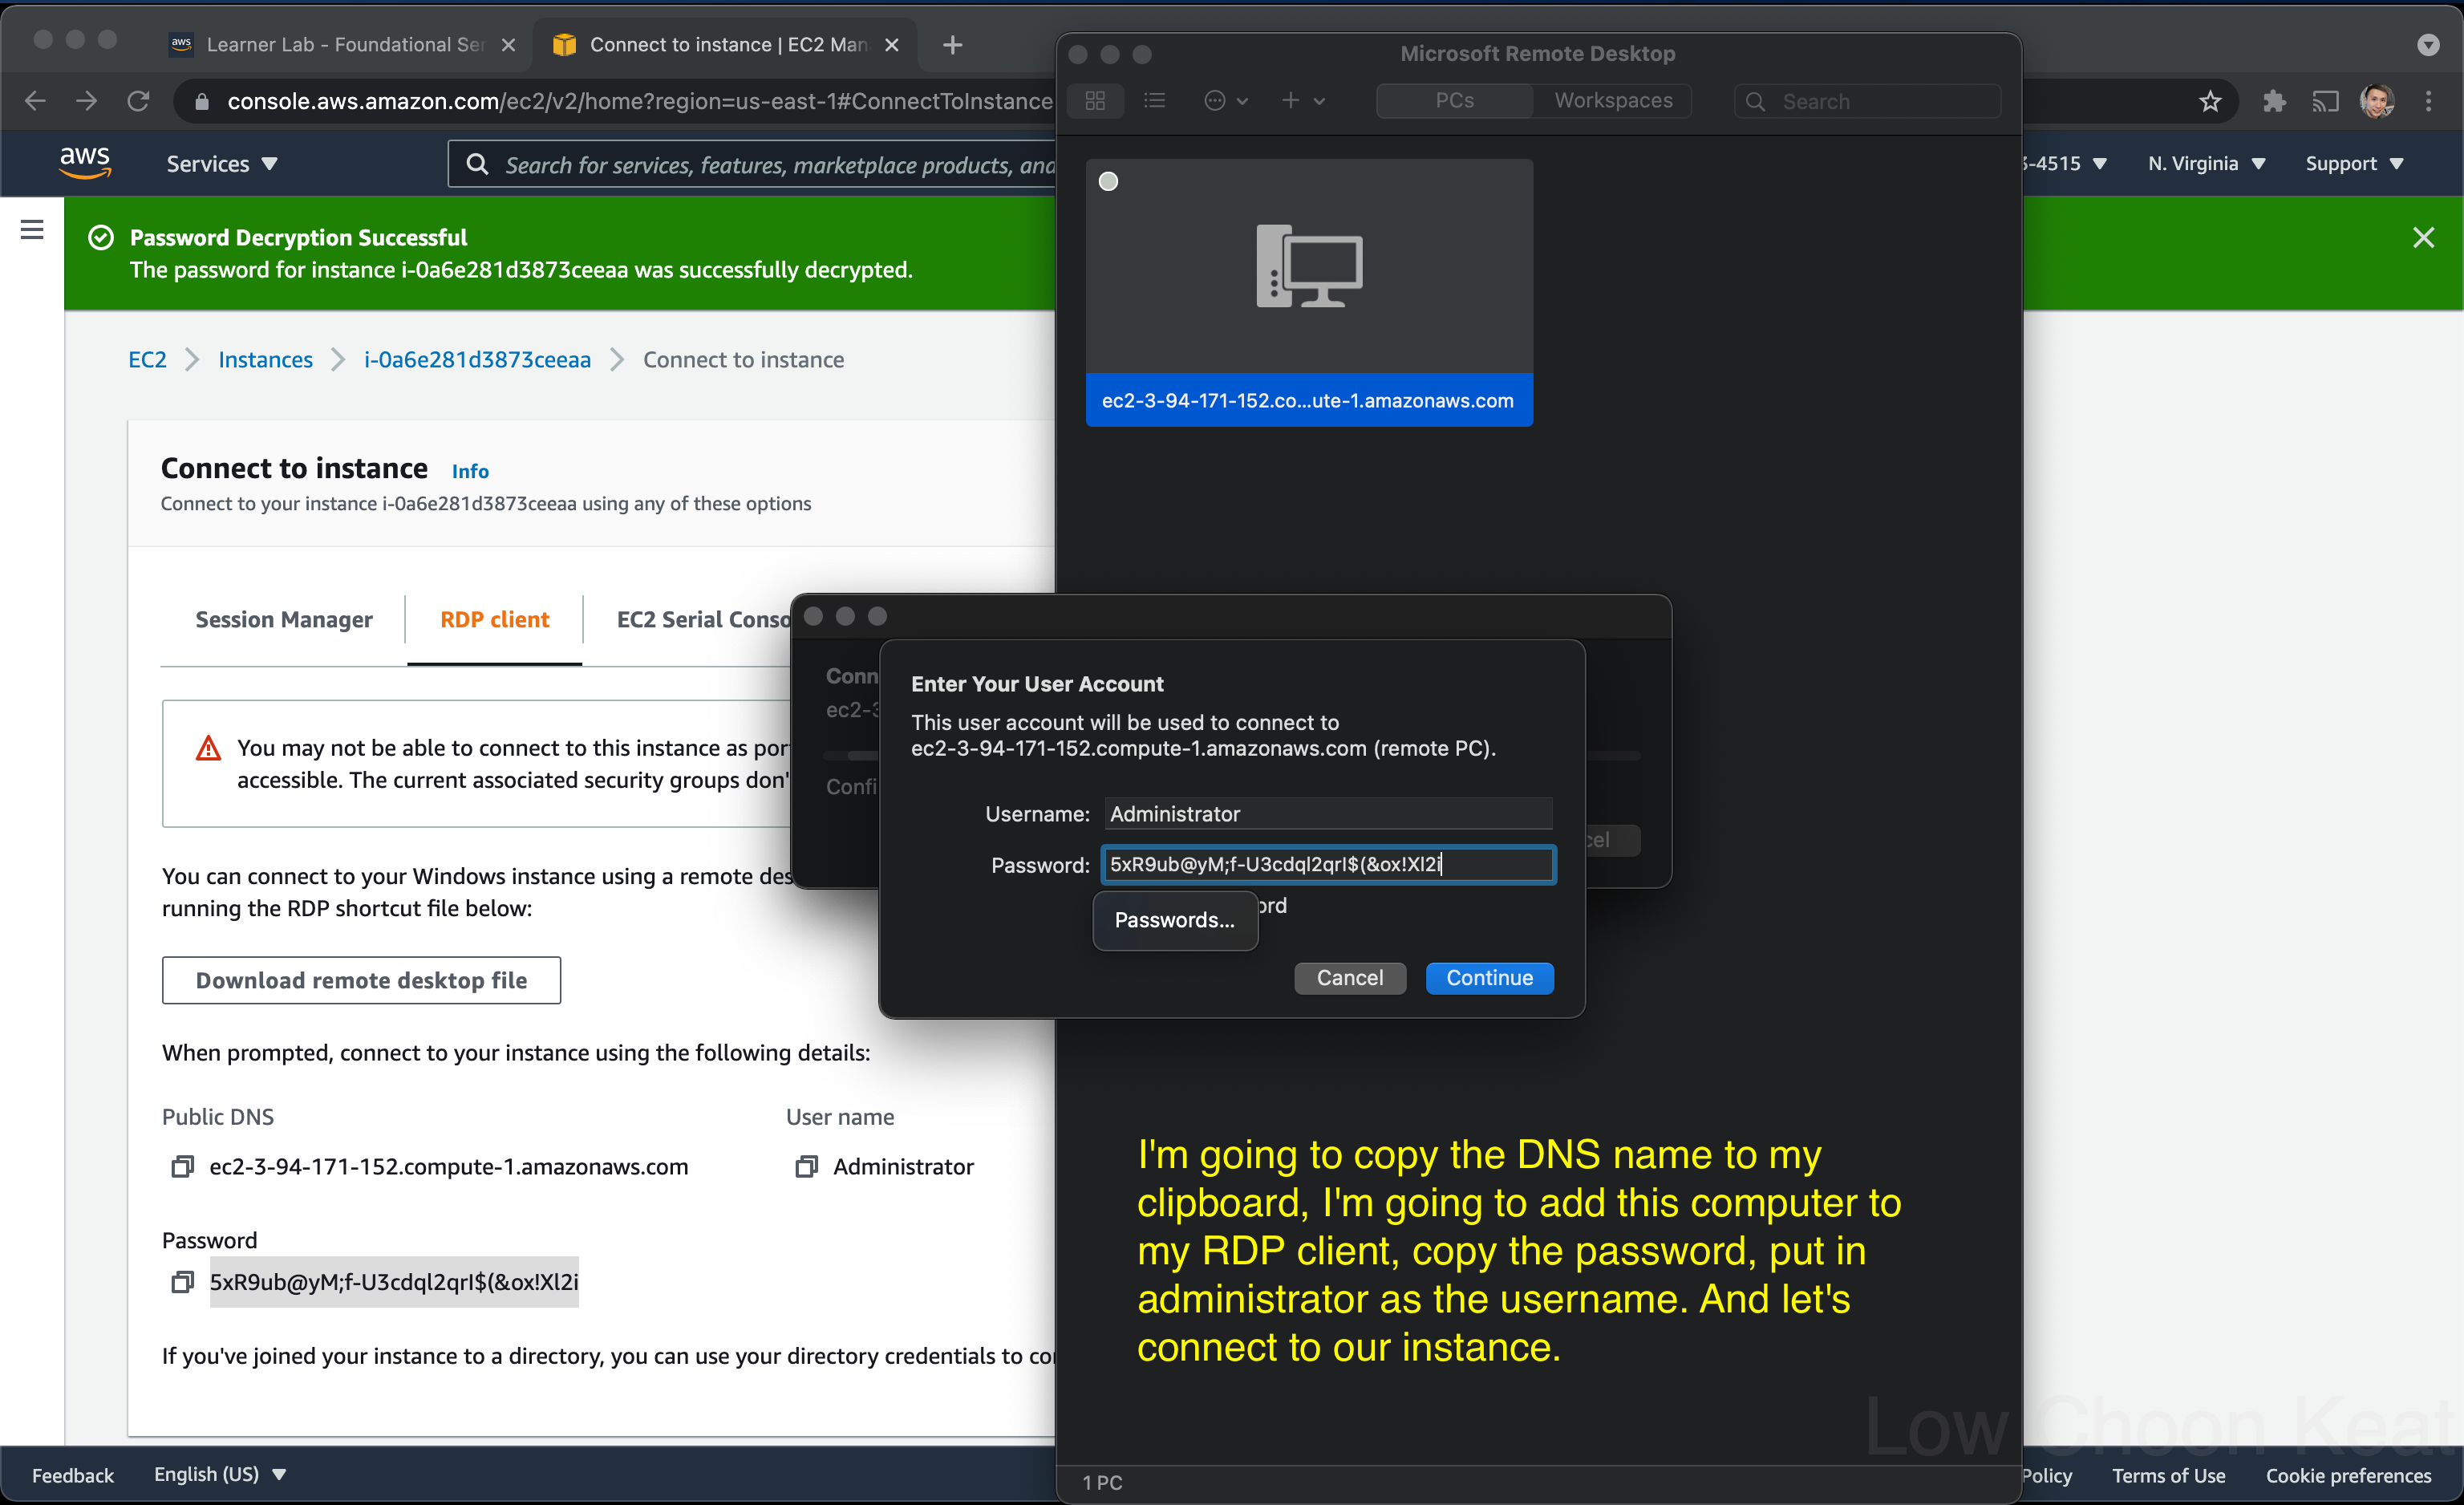 aws
Learner Lab - Foundational Ser
Connect to instance | EC2 Man
console.aws.amazon.com/ec2/v2/home?region=us-east-1#ConnectToInstance
aws
Services
Search for services, features, marketplace products, and
3-4515
N. Virginia
Support
Password Decryption Successful
The password for instance i-0a6e281d3873ceeaa was successfully decrypted.
EC2
Instances
i-0a6e281d3873ceeaa
Connect to instance
Connect to instance Info
Connect to your instance i-0a6e281d3873ceeaa using any of these options
Session Manager
RDP client
EC2 Serial Conso
You may not be able to connect to this instance as por
accessible. The current associated security groups don'
You can connect to your Windows instance using a remote des
running the RDP shortcut file below:
Download remote desktop file
When prompted, connect to your instance using the following details:
Public DNS
User name
ec2-3-94-171-152.compute-1.amazonaws.com
Administrator
Password
5xR9ub@yM;f-U3cdql2qrI$(&ox!Xl2i
If you've joined your instance to a directory, you can use your directory credentials to co
Microsoft Remote Desktop
PCs
Workspaces
Search
ec2-3-94-171-152.co...ute-1.amazonaws.com
Conn
ec2-3
Confi
cel
Enter Your User Account
This user account will be used to connect to
ec2-3-94-171-152.compute-1.amazonaws.com (remote PC).
Username: Administrator
Password: 5xR9ub@yM;f-U3cdql2qrI$(&ox!Xl2i
ord
Passwords...
Cancel
Continue
I'm going to copy the DNS name to my
clipboard, I'm going to add this computer to
my RDP client, copy the password, put in
administrator as the username. And let's
connect to our instance.
Low Choon Keat
1 PC
Feedback
English (US)
Policy
Terms of Use
Cookie preferences